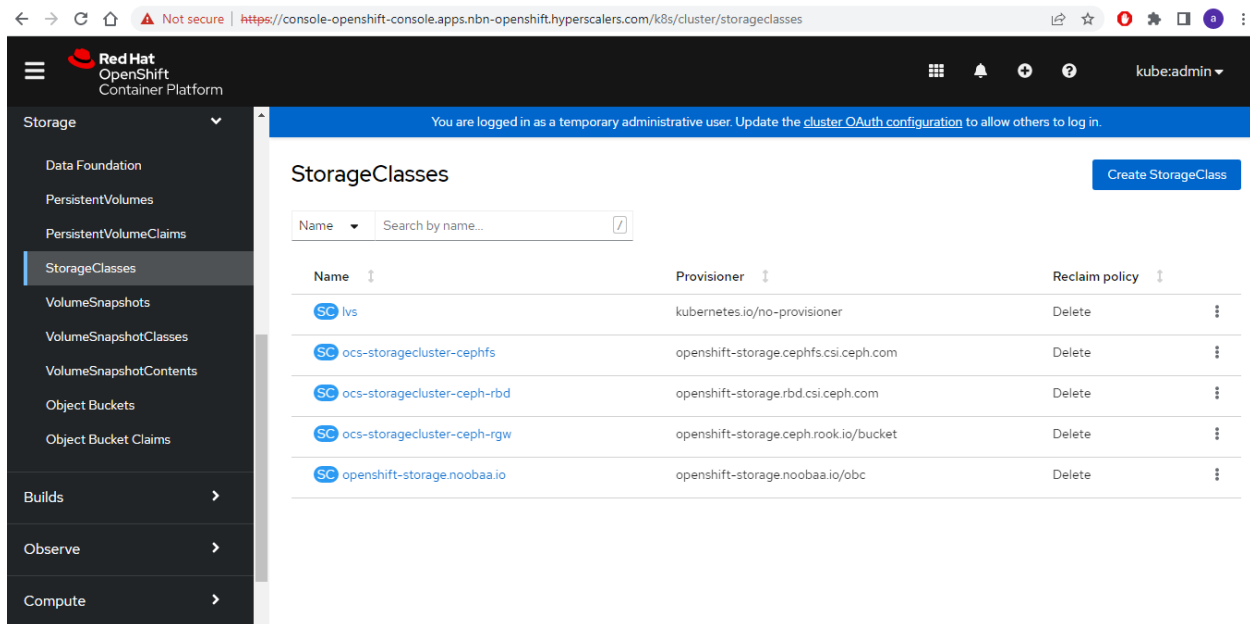 Not secure | https://console-openshift-console.apps.nbn-openshift.hyperscalers.com/k8s/cluster/storageclasses
a
Red Hat
OpenShift
Container Platform
kube:admin
Storage
Data Foundation
PersistentVolumes
PersistentVolumeClaims
StorageClasses
VolumeSnapshots
VolumeSnapshotClasses
VolumeSnapshotContents
Object Buckets
Object Bucket Claims
Builds
Observe
Compute
You are logged in as a temporary administrative user. Update the cluster OAuth configuration to allow others to log in.
StorageClasses
Create StorageClass
Name Search by name... /
Name Provisioner Reclaim policy
SC lvs kubernetes.io/no-provisioner Delete
SC ocs-storagecluster-cephfs openshift-storage.cephfs.csi.ceph.com Delete
SC ocs-storagecluster-ceph-rbd openshift-storage.rbd.csi.ceph.com Delete
SC ocs-storagecluster-ceph-rgw openshift-storage.ceph.rook.io/bucket Delete
SC openshift-storage.noobaa.io openshift-storage.noobaa.io/obc Delete